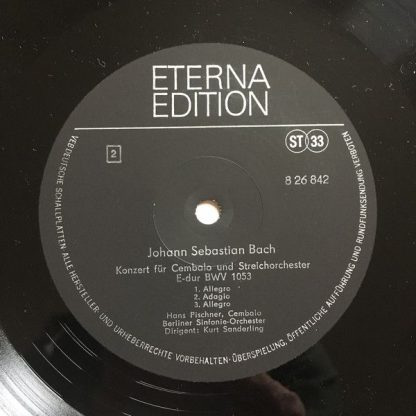 ETERNA
EDITION
2
ST 33
8 26 842
Johann Sebastian Bach
Konzert für Cembalo und Streichorchester
E-dur BWV 1053
1. Allegro
2. Adagio
3. Allegro
Hans Pischner, Cembalo
Berliner Sinfonie-Orchester
Dirigent: Kurt Sanderling
VEB DEUTSCHE SCHALLPLATTEN ALLE HERSTELLER UND URHEBERRECHTE VORBEHALTEN-ÜBERSPIELUNG, ÖFFENTLICHE AUFFÜHRUNG UND RUNDFUNKSENDUNG VERBOTEN